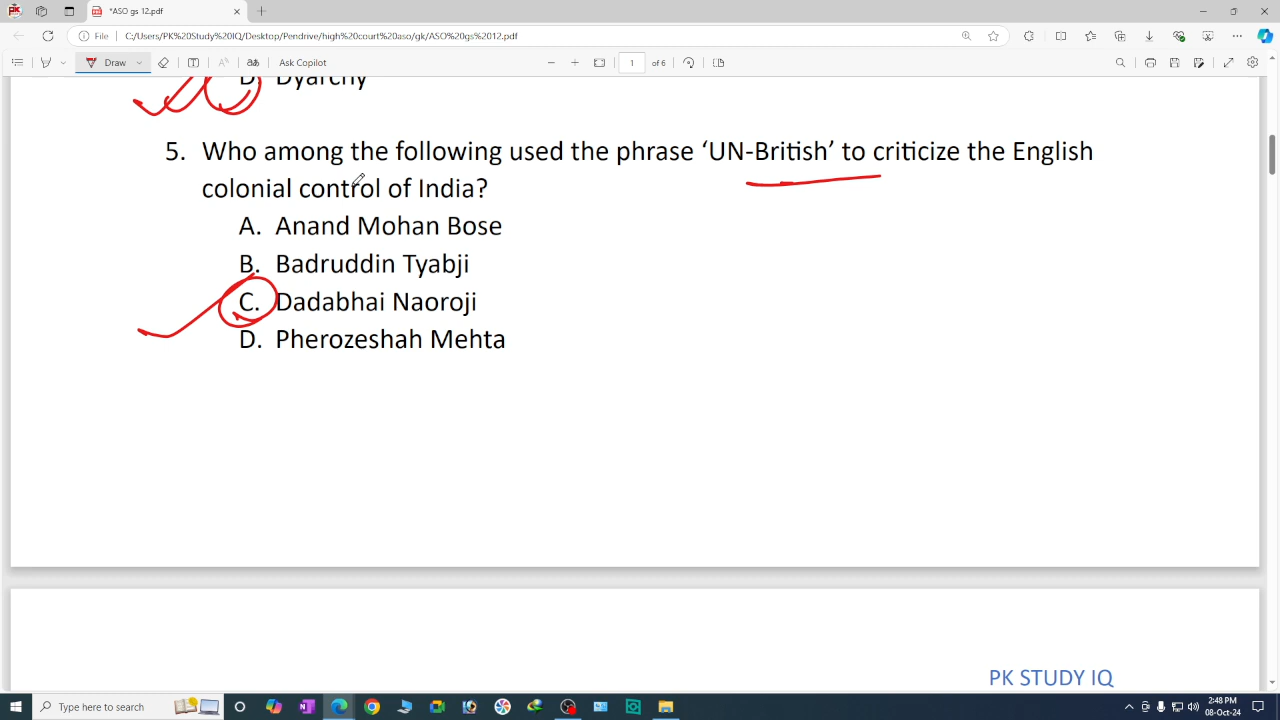 *ASO gs 12.pdf
File C:/Users/PK%20Study%20IQ/Desktop/Pendrive/high%20court%20aso/gk/ASO%20gs%2012.pdf
Draw Ask Copilot 1 of 6
D. Dyarchy
5. Who among the following used the phrase ‘UN-British’ to criticize the English
colonial control of India?
A. Anand Mohan Bose
B. Badruddin Tyabji
C. Dadabhai Naoroji
D. Pherozeshah Mehta
PK STUDY IQ
Type here to search
2:48 PM
08-Oct-24